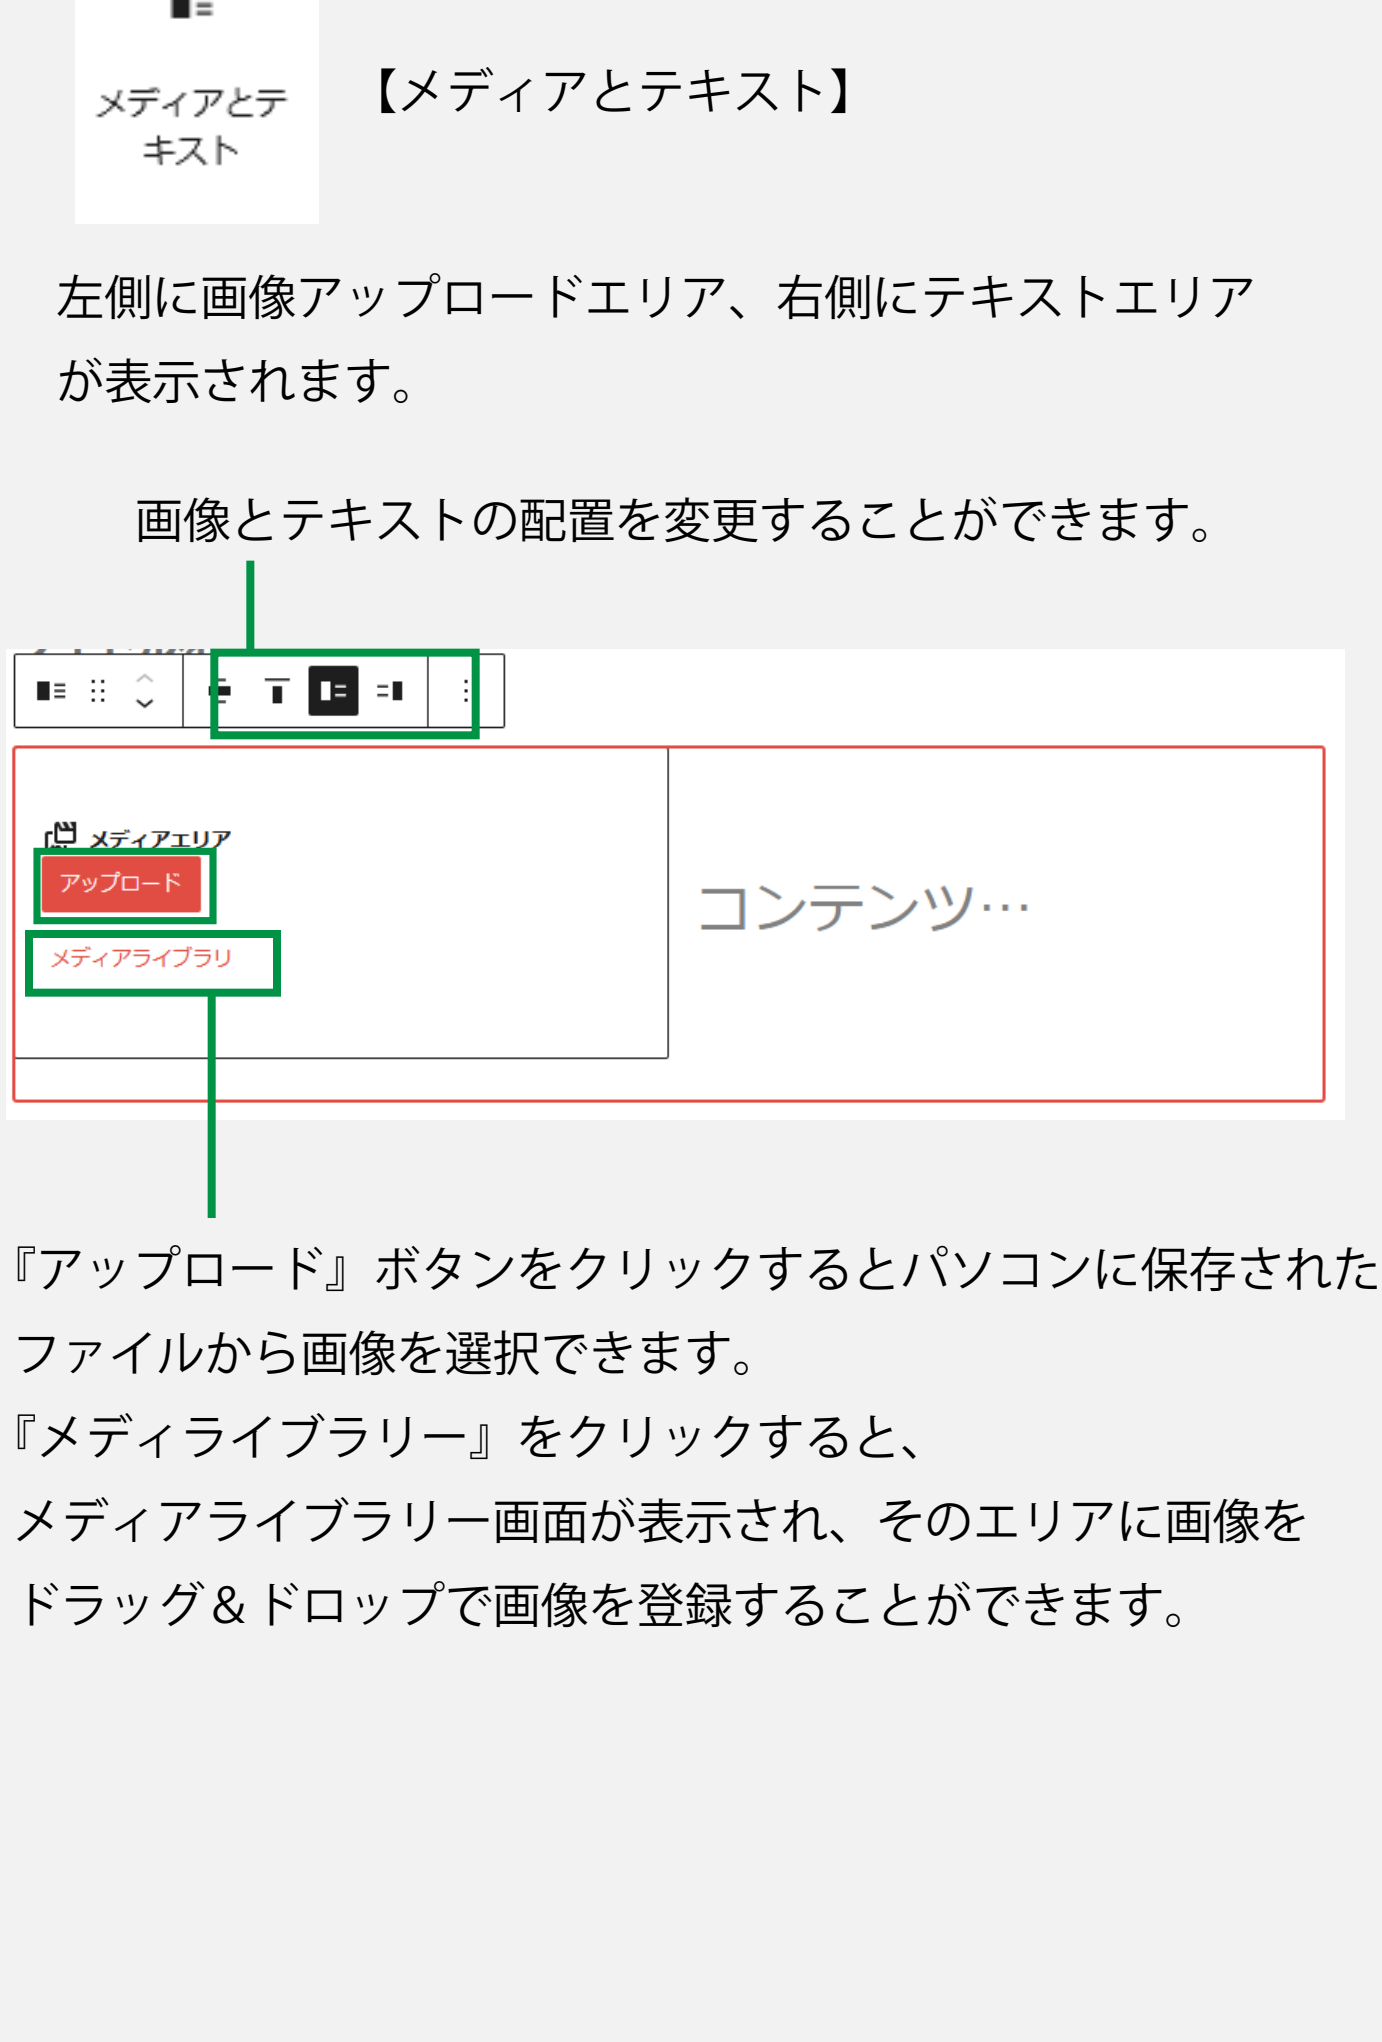 メディアとテ
キスト
【メディアとテキスト】
左側に画像アップロードエリア、右側にテキストエリア
が表示されます。
画像とテキストの配置を変更することができます。
メディアエリア
アップロード
メディアライブラリ
コンテンツ…
『アップロード』ボタンをクリックするとパソコンに保存された
ファイルから画像を選択できます。
『メディライブラリー』をクリックすると、
メディアライブラリー画面が表示され、そのエリアに画像を
ドラッグ＆ドロップで画像を登録することができます。